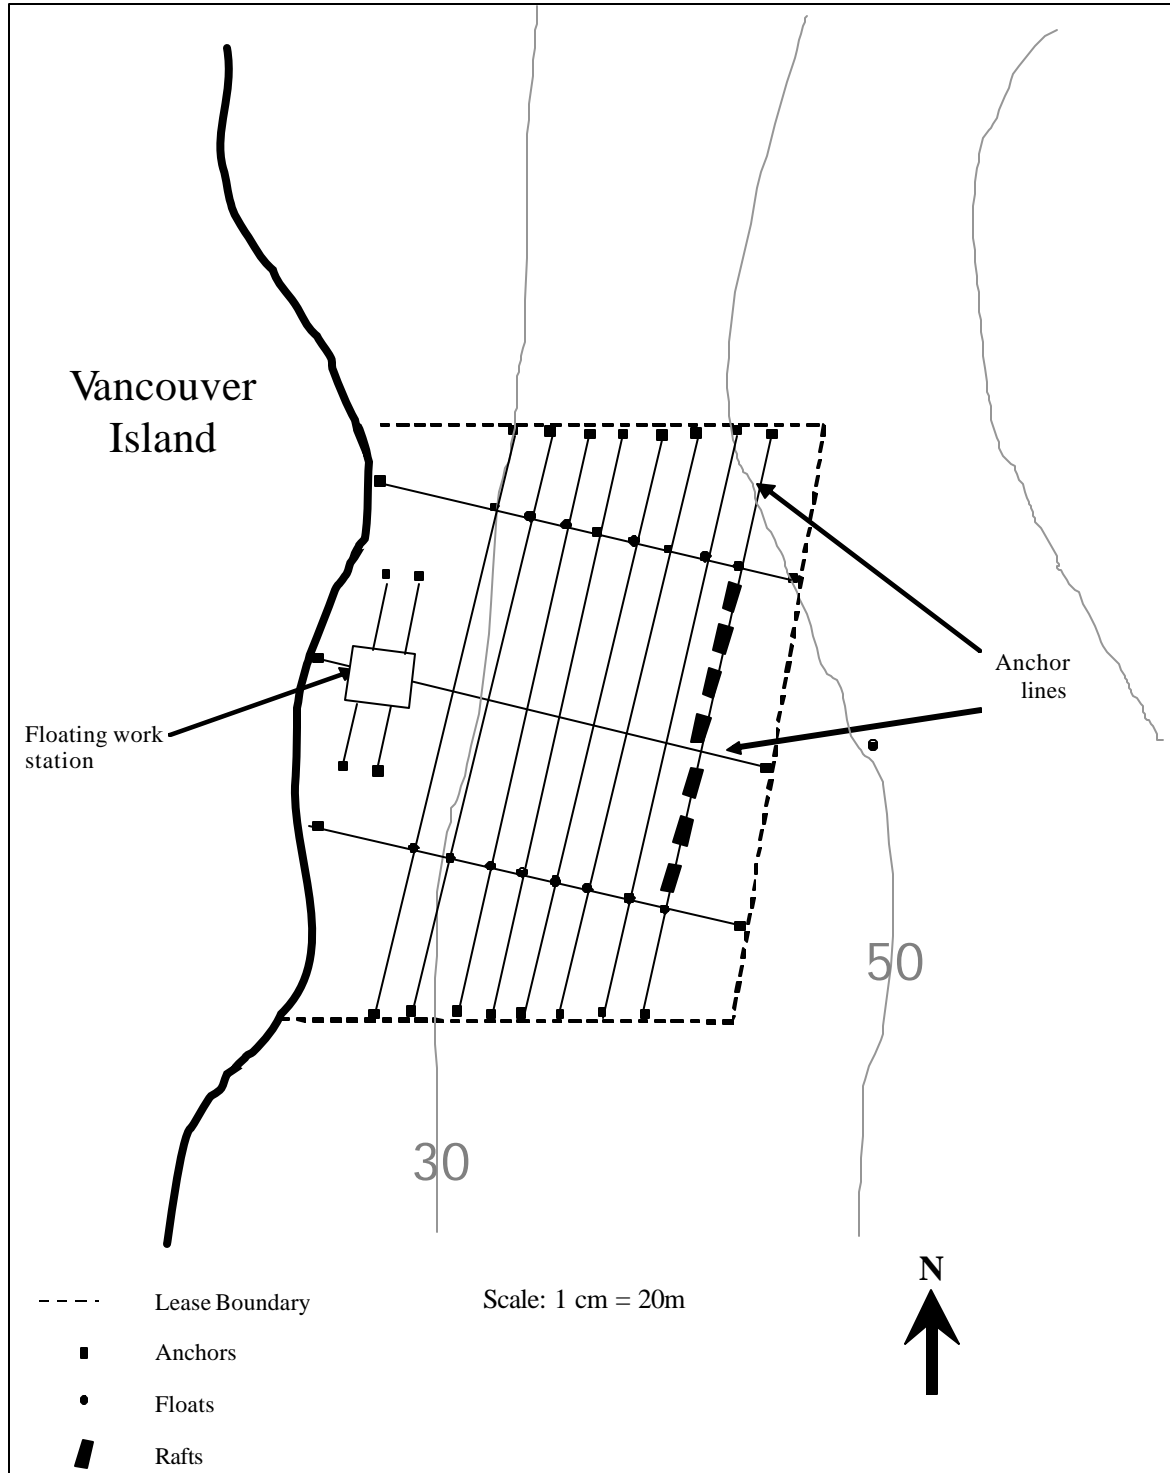 Vancouver
Island
Anchor
lines
Floating work
station
50
30
N
Lease Boundary
Scale: 1 cm = 20m
Anchors
Floats
Rafts